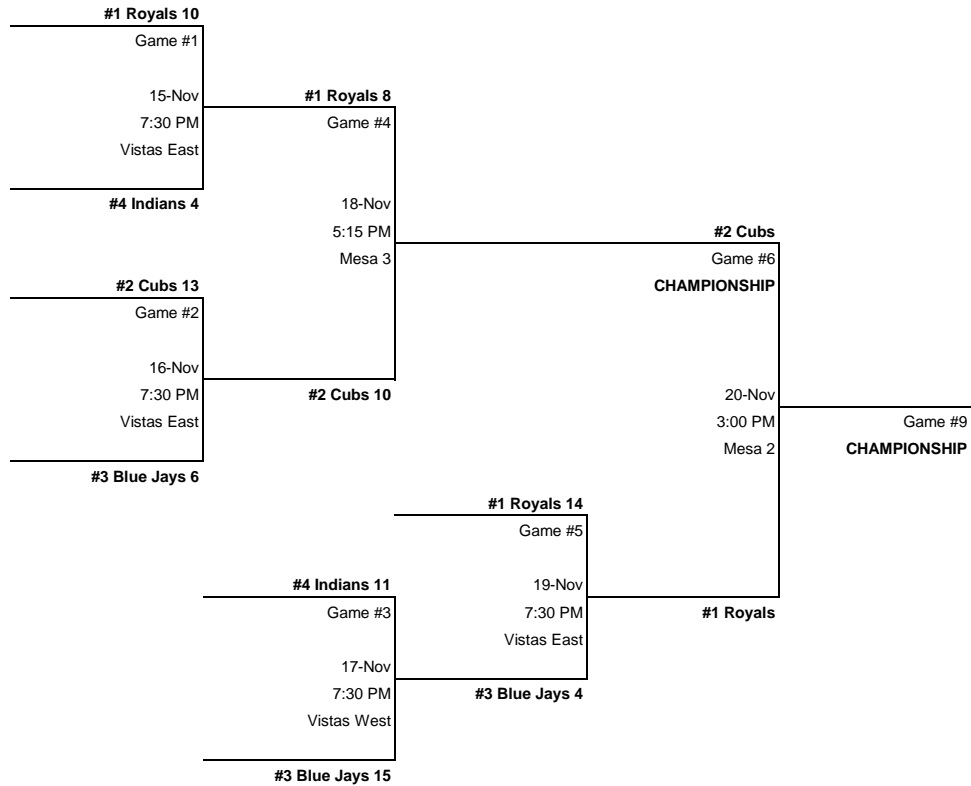 #1 Royals 10
Game #1
15-Nov
7:30 PM
Vistas East
#4 Indians 4
#2 Cubs 13
Game #2
16-Nov
7:30 PM
Vistas East
#3 Blue Jays 6
#1 Royals 8
Game #4
18-Nov
5:15 PM
Mesa 3
#2 Cubs 10
#4 Indians 11
Game #3
17-Nov
7:30 PM
Vistas West
#3 Blue Jays 15
#1 Royals 14
Game #5
19-Nov
7:30 PM
Vistas East
#3 Blue Jays 4
#2 Cubs
Game #6
CHAMPIONSHIP
20-Nov
3:00 PM
Mesa 2
#1 Royals
Game #9
CHAMPIONSHIP